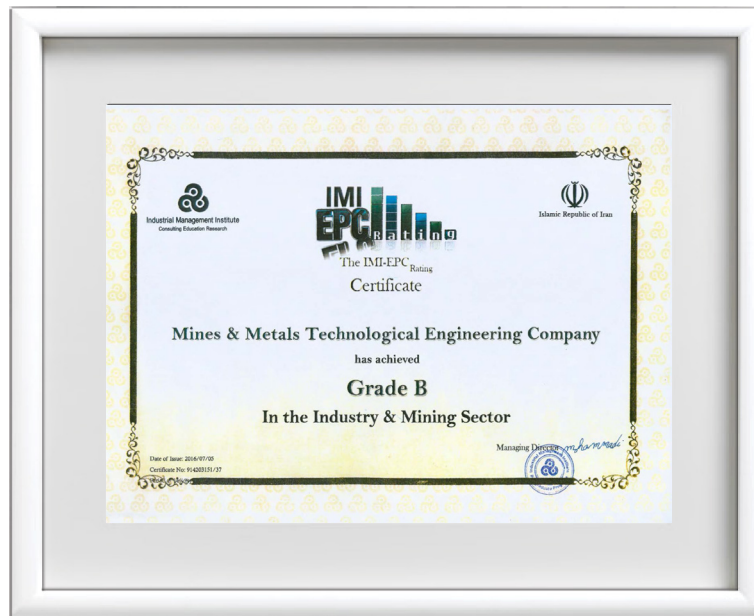 Industrial Management Institute
Consulting Education Research
IMI
EPC
Rating
Islamic Republic of Iran
The IMI-EPC Rating
Certificate
Mines & Metals Technological Engineering Company
has achieved
Grade B
In the Industry & Mining Sector
Managing Director
Date of Issue: 2016/07/03
Certificate No: 914203151/37